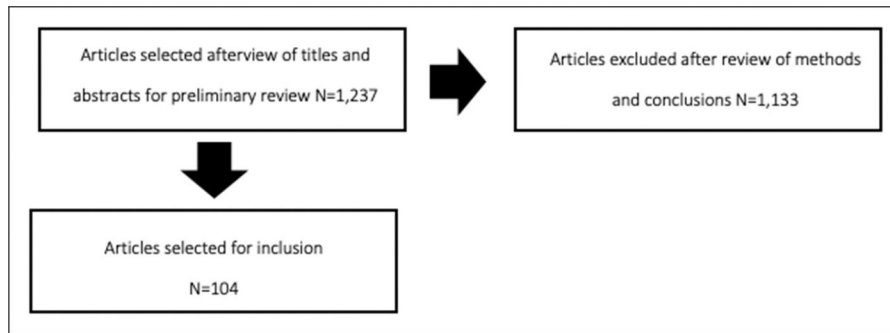 Articles selected afterview of titles and
abstracts for preliminary review N=1,237
Articles excluded after review of methods
and conclusions N=1,133
Articles selected for inclusion
N=104